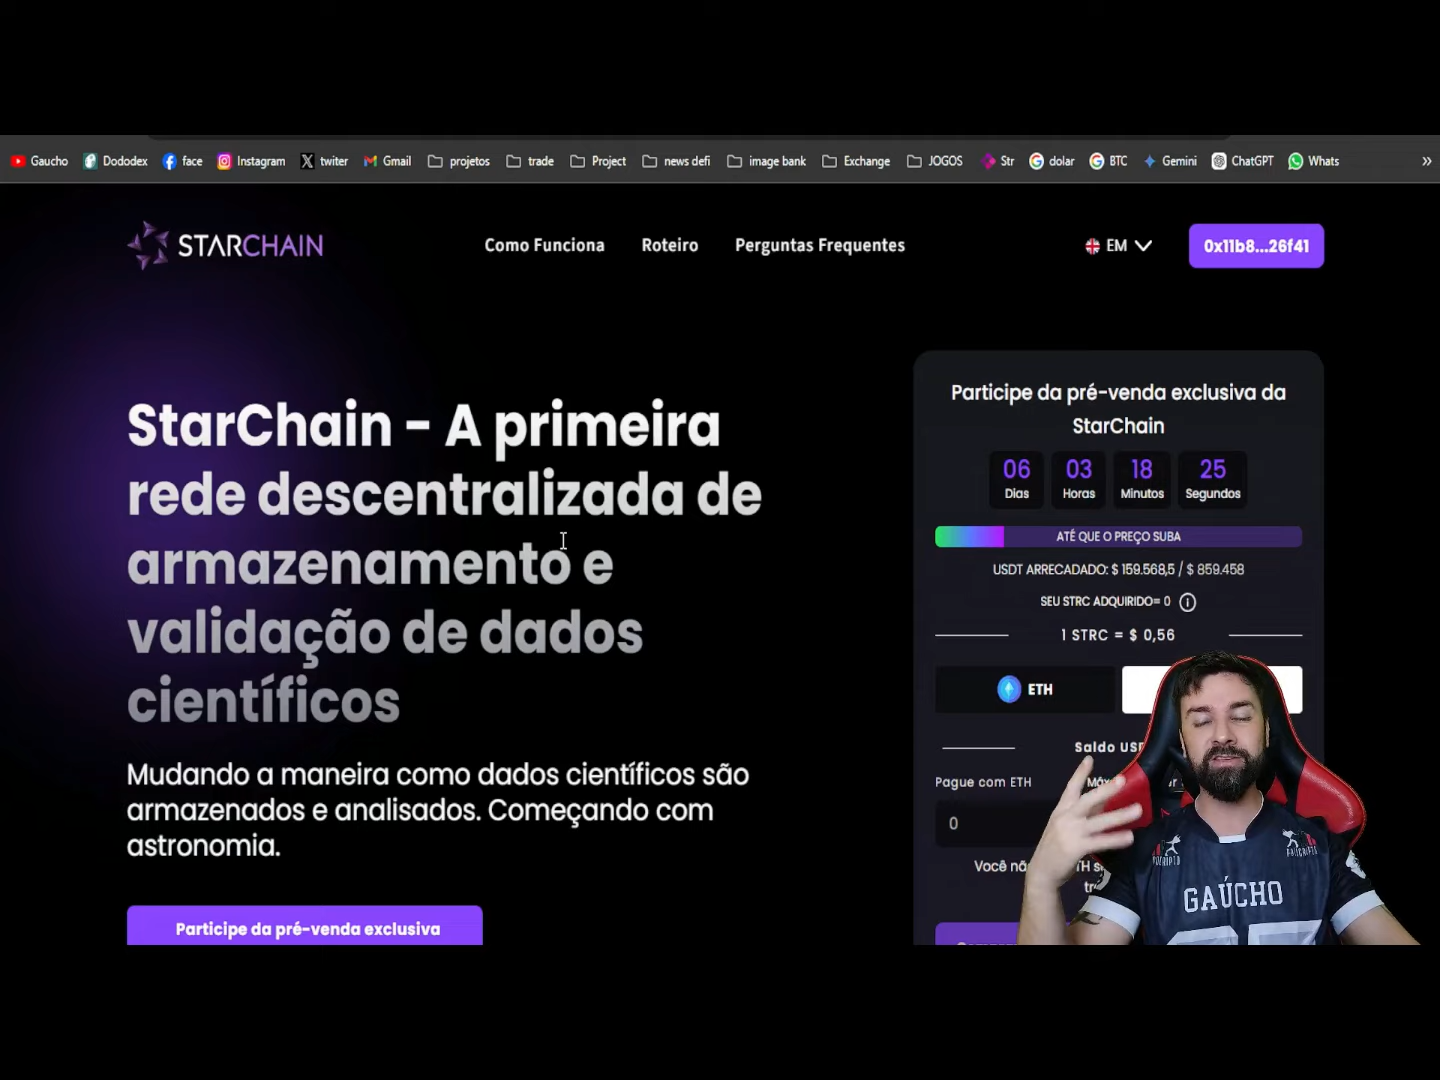 Gaucho Dododex face Instagram twiter Gmail projetos trade Project news defi image bank Exchange JOGOS Str dolar BTC Gemini ChatGPT Whats »
STARCHAIN Como Funciona Roteiro Perguntas Frequentes EM 0x11b8...26f41
StarChain - A primeira
rede descentralizada de
armazenamento e
validação de dados
científicos
Mudando a maneira como dados científicos são
armazenados e analisados. Começando com
astronomia.
Participe da pré-venda exclusiva
Participe da pré-venda exclusiva da
StarChain
06 03 18 25
Dias Horas Minutos Segundos
ATÉ QUE O PREÇO SUBA
USDT ARRECADADO: $ 159.568,5 / $ 859.458
SEU STRC ADQUIRIDO= 0
1 STRC = $ 0,56
ETH
Saldo
Pague com ETH
0
Você
GAÚCHO